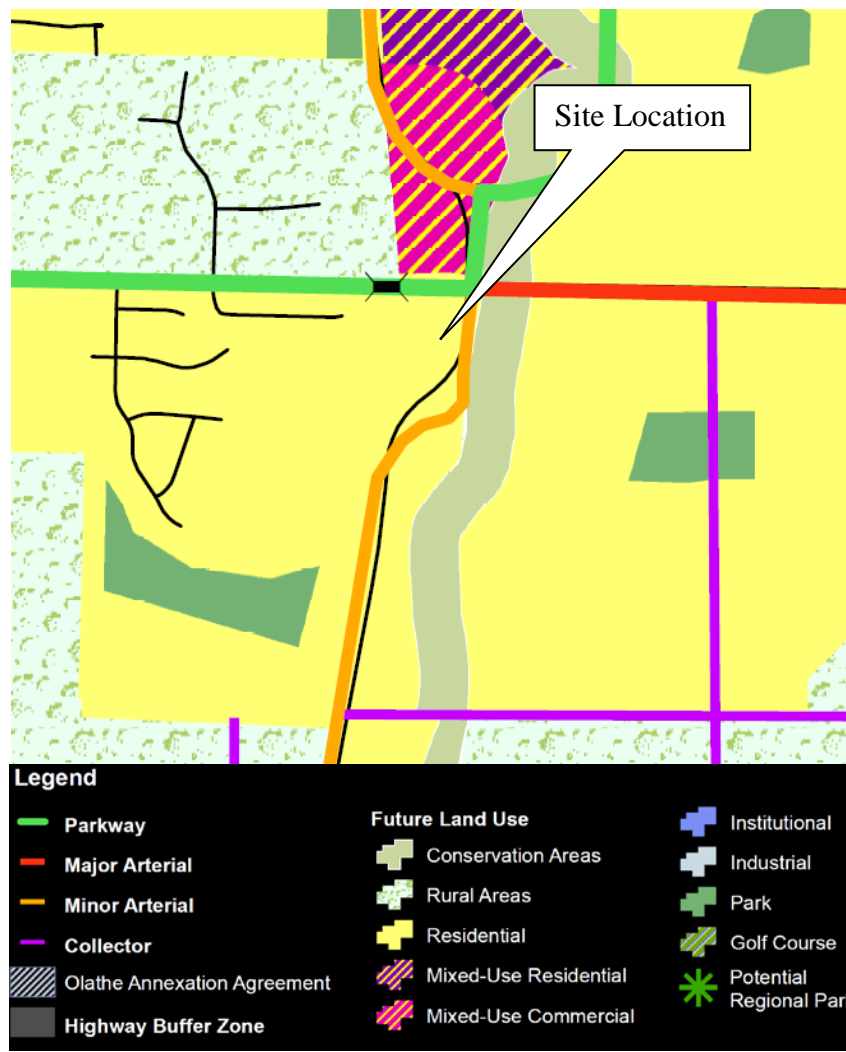 Site Location
Legend
Parkway
Major Arterial
Minor Arterial
Collector
Olathe Annexation Agreement
Highway Buffer Zone
Future Land Use
Conservation Areas
Rural Areas
Residential
Mixed-Use Residential
Mixed-Use Commercial
Institutional
Industrial
Park
Golf Course
Potential
Regional Par